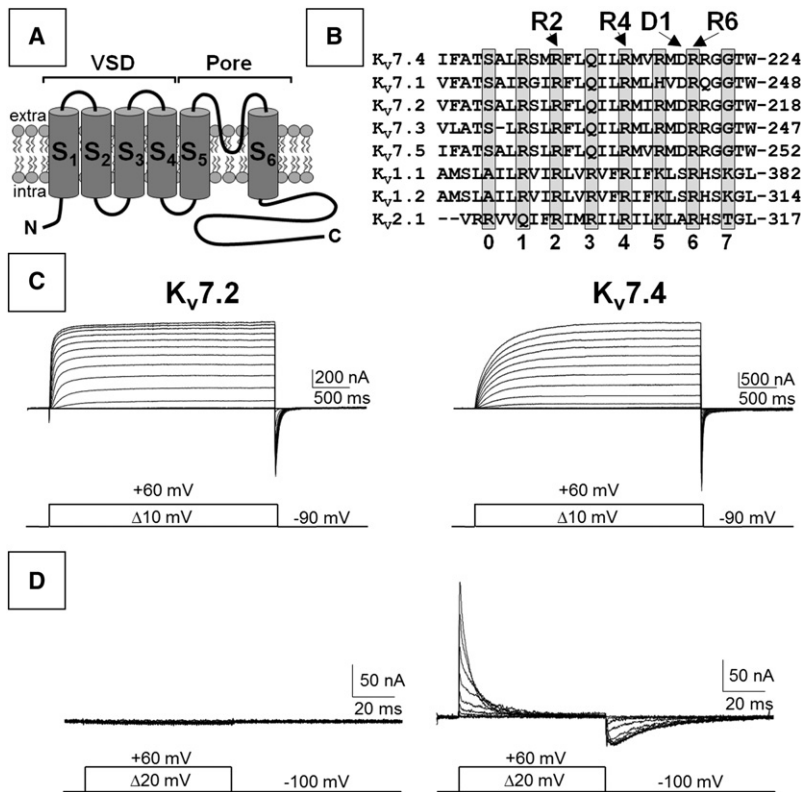 A
VSD
Pore
extra
S1 S2 S3 S4 S5 S6
intra
N
C
B
R2 R4 D1 R6
Kv7.4 IFATSALRSMRFLQILRMVRMDRRGGTW-224
Kv7.1 VFATSAIRGIRFLQILRMLHVDRQGGTW-248
Kv7.2 VFATSALRSLRFLQILRMIRMDRRGGTW-218
Kv7.3 VLATS-LRSLRFLQILRMLRMDRRGGTW-247
Kv7.5 IFATSALRSLRFLQILRMVRMDRRGGTW-252
Kv1.1 AMSLAILRVIRLVRVFRIFKLSRHSKGL-382
Kv1.2 AMSLAILRVIRLVRVFRIFKLSRHSKGL-314
Kv2.1 --VRRVVQIFRIMRILRILKLARHSTGL-317
0 1 2 3 4 5 6 7
C
Kv7.2
200 nA
500 ms
+60 mV
Δ10 mV
-90 mV
Kv7.4
500 nA
500 ms
+60 mV
Δ10 mV
-90 mV
D
50 nA
20 ms
+60 mV
Δ20 mV
-100 mV
50 nA
20 ms
+60 mV
Δ20 mV
-100 mV